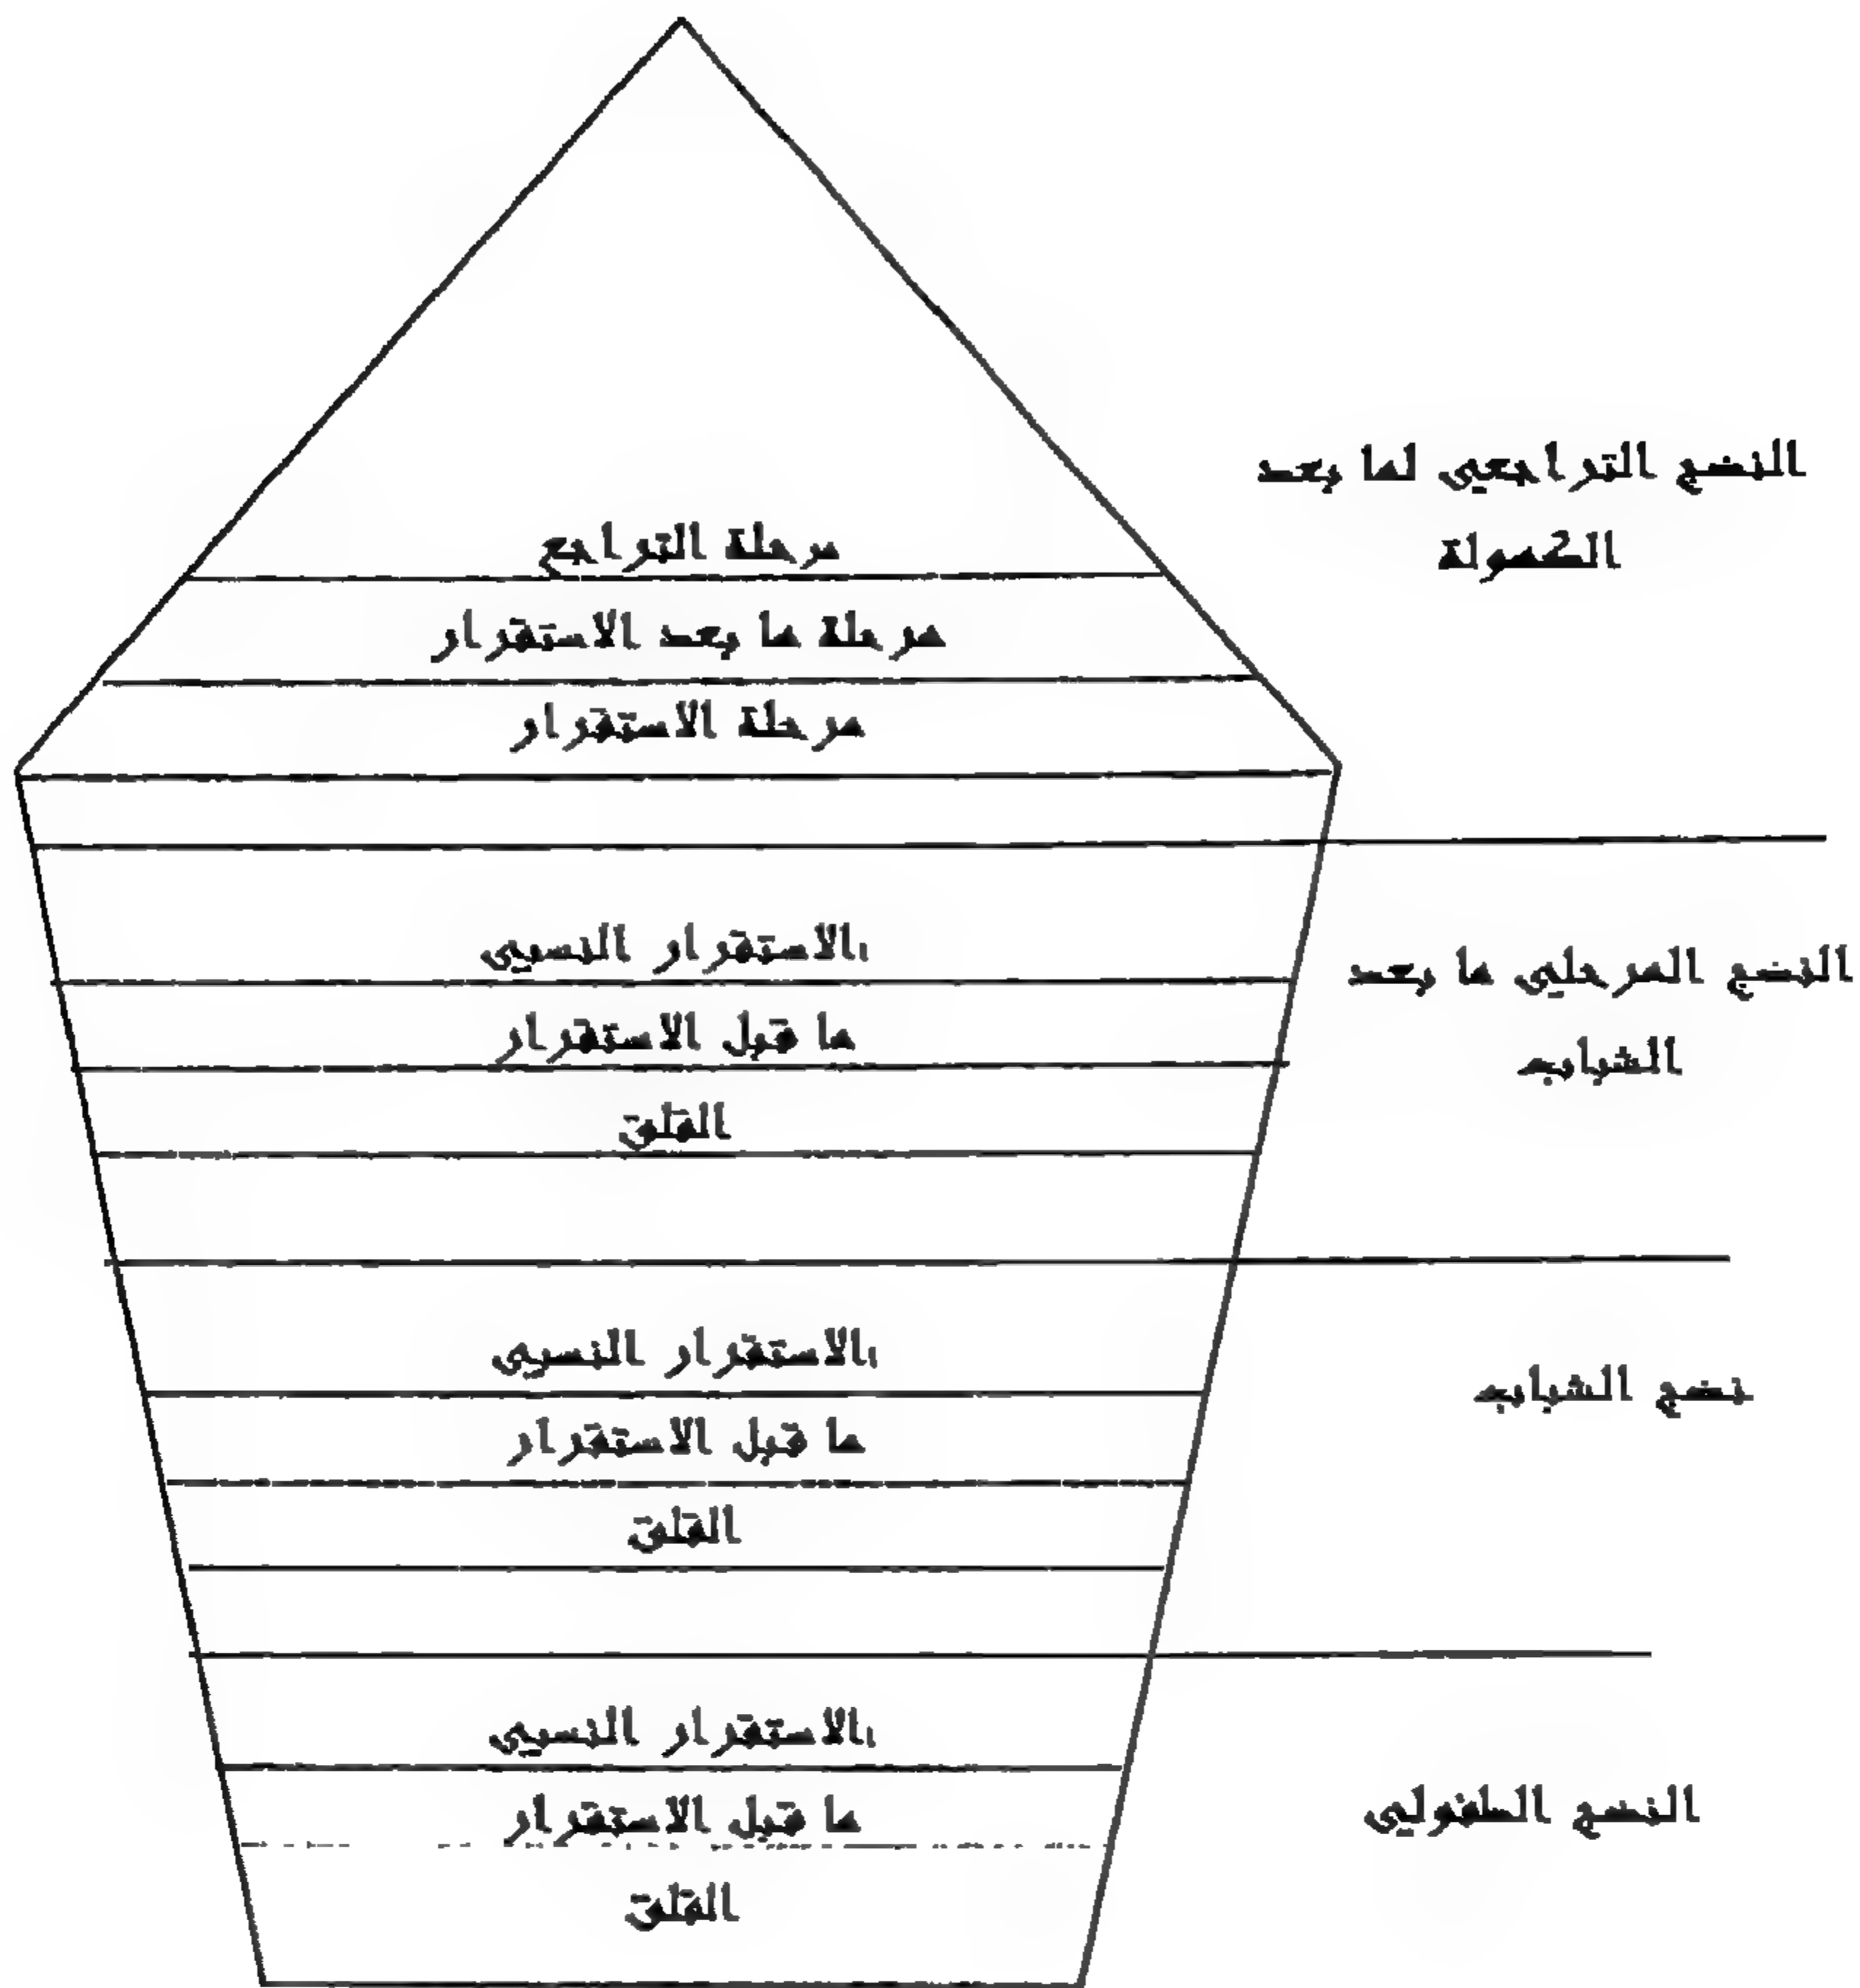 النضج التراجعي لما بعد
الكهولة
مرحلة التراجع
مرحلة ما بعد الاستقرار
مرحلة الاستقرار
الاستقرار النسبي
النضج المرحلي ما بعد
الشباب
ما قبل الاستقرار
القلق
الاستقرار النسبي
نضج الشباب
ما قبل الاستقرار
القلق
الاستقرار النسبي
النضج الطفولي
ما قبل الاستقرار
القلق